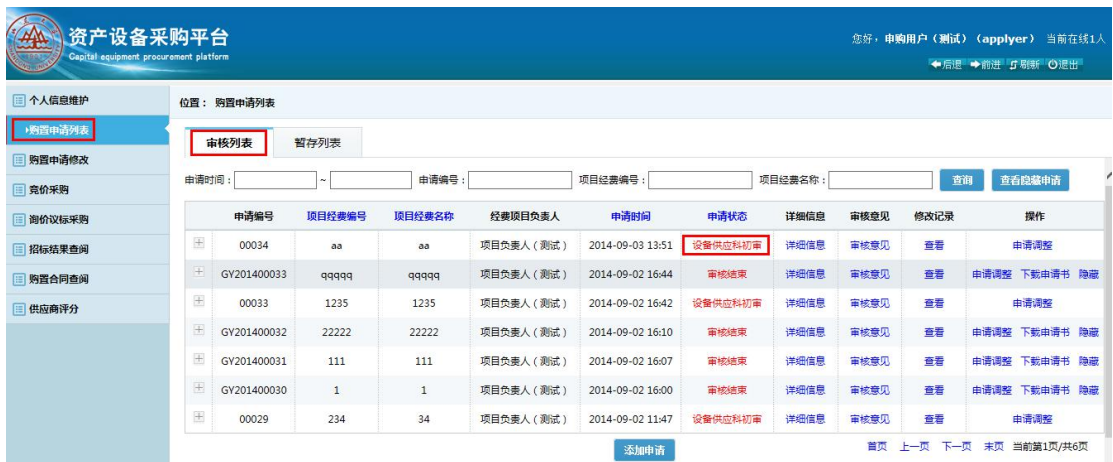 资产设备采购平台
Capital equipment procurement platform
您好，申购用户（测试）（applyer） 当前在线1人
后退 前进 刷新 退出
个人信息维护
购置申请列表
购置申请修改
竞价采购
询价议标采购
招标结果查阅
购置合同查阅
供应商评分
位置： 购置申请列表
审核列表 暂存列表
申请时间： ~ 申请编号： 项目经费编号： 项目经费名称： 查询 查看隐藏申请
申请编号 项目经费编号 项目经费名称 经费项目负责人 申请时间 申请状态 详细信息 审核意见 修改记录 操作
00034 aa aa 项目负责人（测试） 2014-09-03 13:51 设备供应科初审 详细信息 审核意见 查看 申请调整
GY201400033 qqqqq qqqqq 项目负责人（测试） 2014-09-02 16:44 审核结束 详细信息 审核意见 查看 申请调整 下载申请书 隐藏
00033 1235 1235 项目负责人（测试） 2014-09-02 16:42 设备供应科初审 详细信息 审核意见 查看 申请调整
GY201400032 22222 22222 项目负责人（测试） 2014-09-02 16:10 审核结束 详细信息 审核意见 查看 申请调整 下载申请书 隐藏
GY201400031 111 111 项目负责人（测试） 2014-09-02 16:07 审核结束 详细信息 审核意见 查看 申请调整 下载申请书 隐藏
GY201400030 1 1 项目负责人（测试） 2014-09-02 16:00 审核结束 详细信息 审核意见 查看 申请调整 下载申请书 隐藏
00029 234 34 项目负责人（测试） 2014-09-02 11:47 设备供应科初审 详细信息 审核意见 查看 申请调整
添加申请 首页 上一页 下一页 末页 当前第1页/共6页